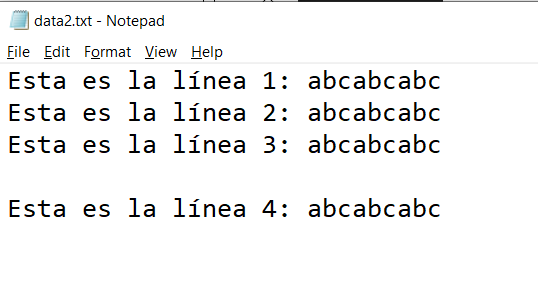 data2.txt - Notepad
File Edit Format View Help
Esta es la línea 1: abcabcabc
Esta es la línea 2: abcabcabc
Esta es la línea 3: abcabcabc

Esta es la línea 4: abcabcabc